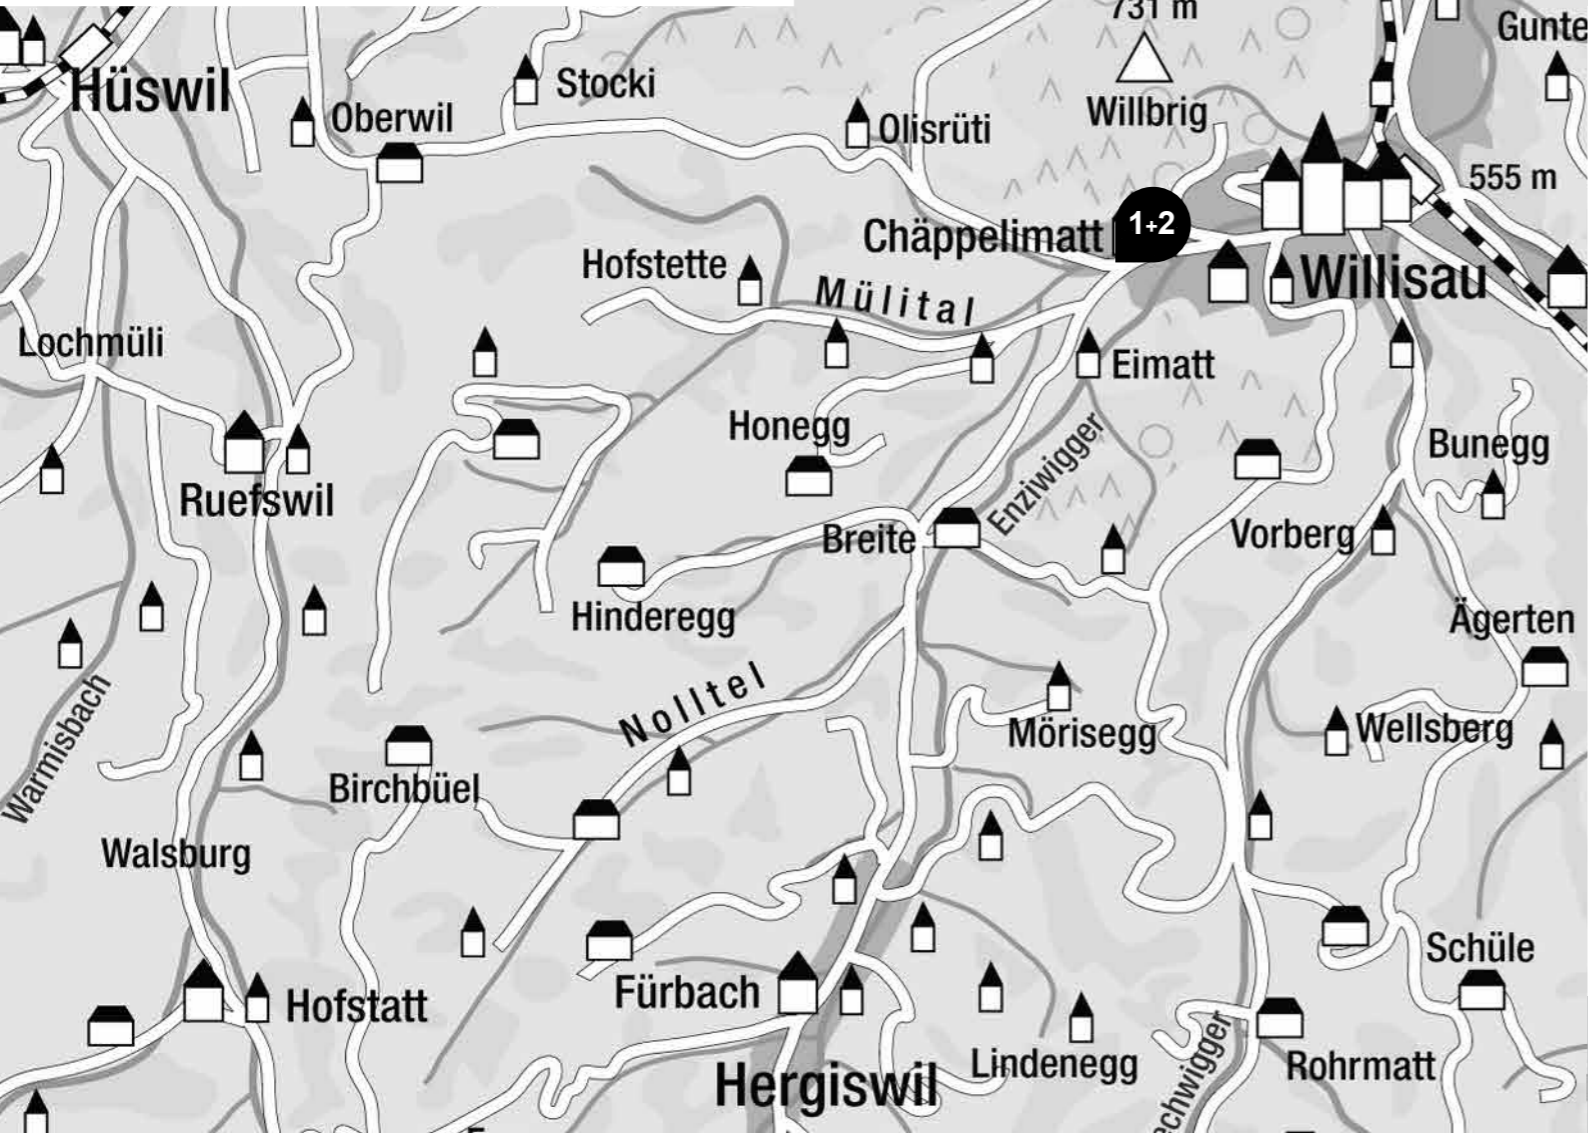 731 m
Gunte
Hüswil
Stocki
Oberwil
Olisrüti
Willbrig
555 m
Chäppelimatt
1+2
Hofstette
Mülital
Willisau
Lochmüli
Eimatt
Honegg
Bunegg
Enziwigger
Ruefswil
Breite
Vorberg
Hinderegg
Ägerten
Nolltel
Warmisbach
Mörisegg
Wellsberg
Birchbüel
Walsburg
Schüle
Fürbach
Hofstatt
Lindenegg
Rohrmatt
Hergiswil
echwigger